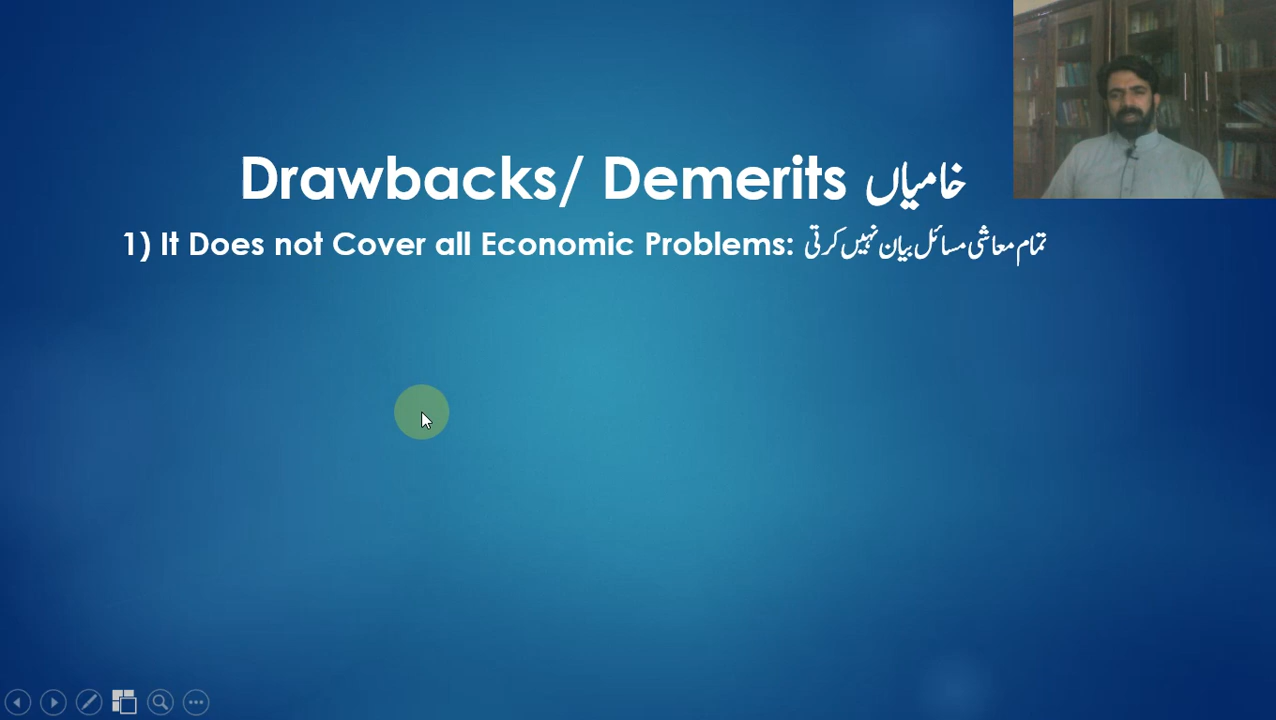 Drawbacks/ Demerits خامیاں
1) It Does not Cover all Economic Problems: تمام معاشی مسائل بیان نہیں کرتی